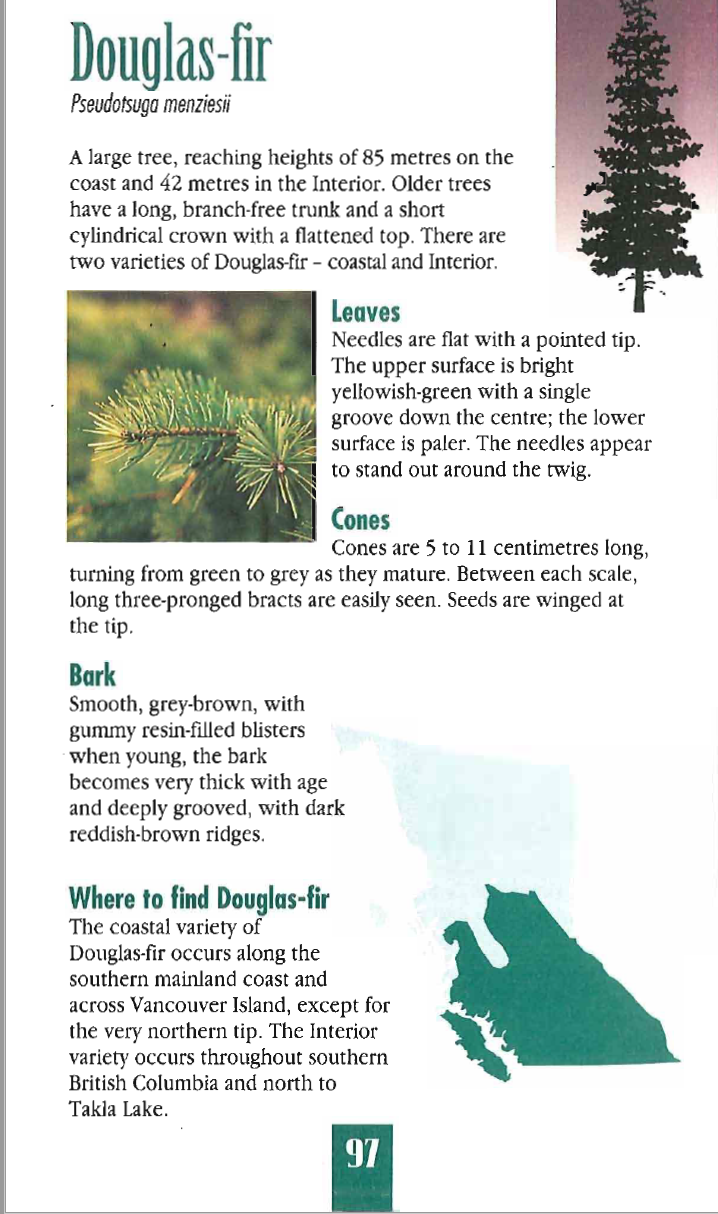 Douglas-fir
Pseudotsuga menziesii
A large tree, reaching heights of 85 metres on the
coast and 42 metres in the Interior. Older trees
have a long, branch-free trunk and a short
cylindrical crown with a flattened top. There are
two varieties of Douglas-fir – coastal and Interior.
Leaves
Needles are flat with a pointed tip.
The upper surface is bright
yellowish-green with a single
groove down the centre; the lower
surface is paler. The needles appear
to stand out around the twig.
Cones
Cones are 5 to 11 centimetres long,
turning from green to grey as they mature. Between each scale,
long three-pronged bracts are easily seen. Seeds are winged at
the tip.
Bark
Smooth, grey-brown, with
gummy resin-filled blisters
when young, the bark
becomes very thick with age
and deeply grooved, with dark
reddish-brown ridges.
Where to find Douglas-fir
The coastal variety of
Douglas-fir occurs along the
southern mainland coast and
across Vancouver Island, except for
the very northern tip. The Interior
variety occurs throughout southern
British Columbia and north to
Takla Lake.
97